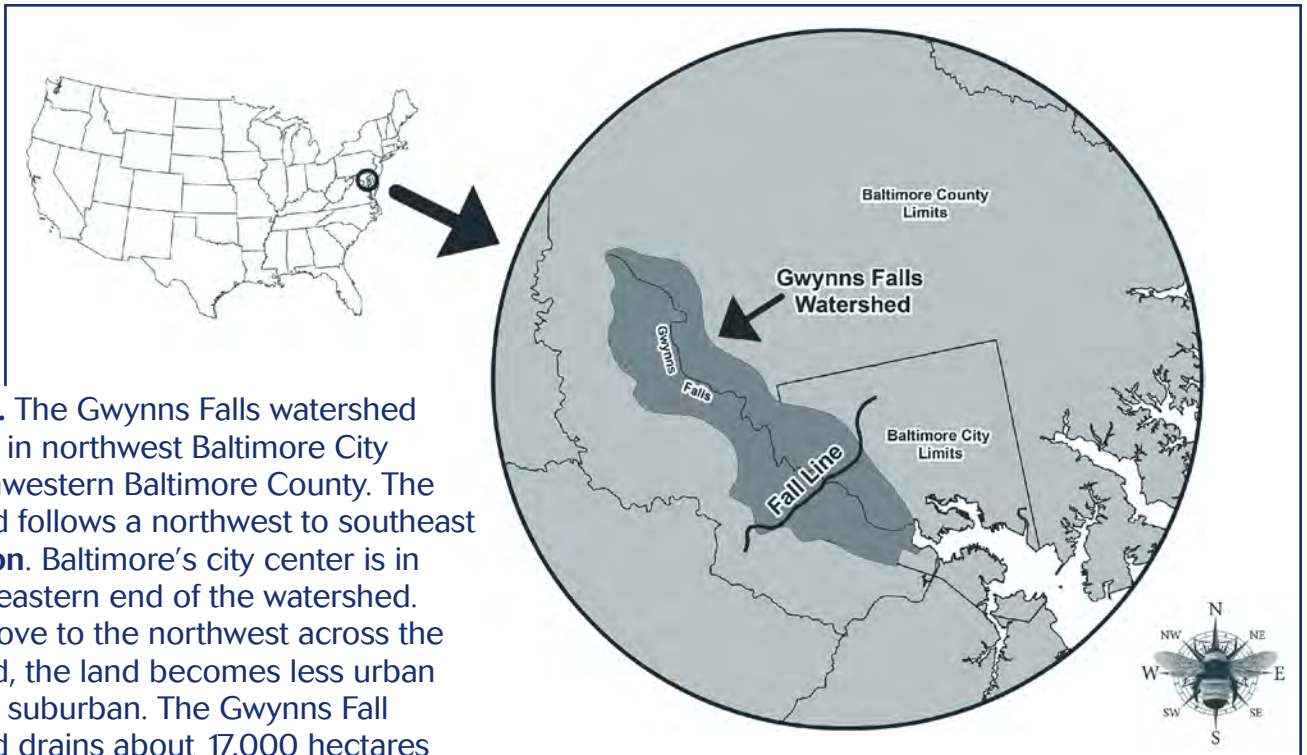 Baltimore County
Limits
Gwynns Falls
Watershed
Gwynns
Falls
Baltimore City
Limits
Fall Line
. The Gwynns Falls watershed
in northwest Baltimore City
western Baltimore County. The
follows a northwest to southeast
. Baltimore's city center is in
eastern end of the watershed.
to the northwest across the
, the land becomes less urban
suburban. The Gwynns Fall
drains about 17,000 hectares
N
NW
NE
W
E
SW
SE
S